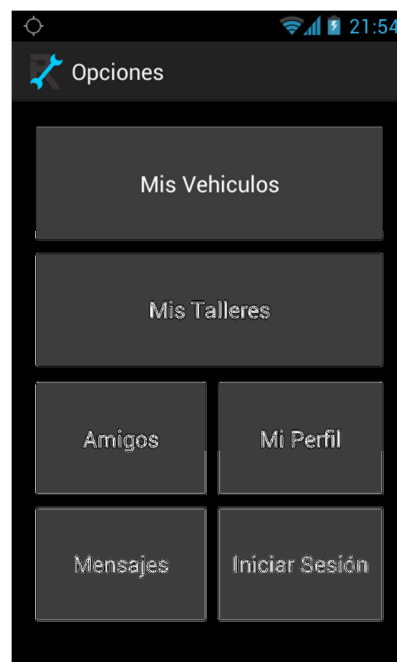 21:54
Opciones
Mis Vehiculos
Mis Talleres
Amigos
Mi Perfil
Mensajes
Iniciar Sesión